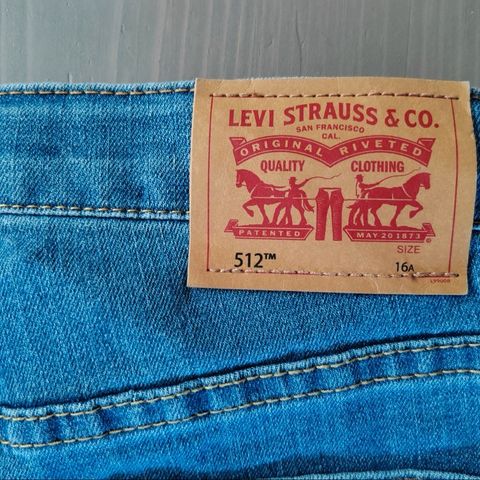 LEVI STRAUSS & CO.
SAN FRANCISCO
CAL.
ORIGINAL RIVETED
QUALITY CLOTHING
PATENTED MAY 20 1873
®
SIZE
512™ 16A